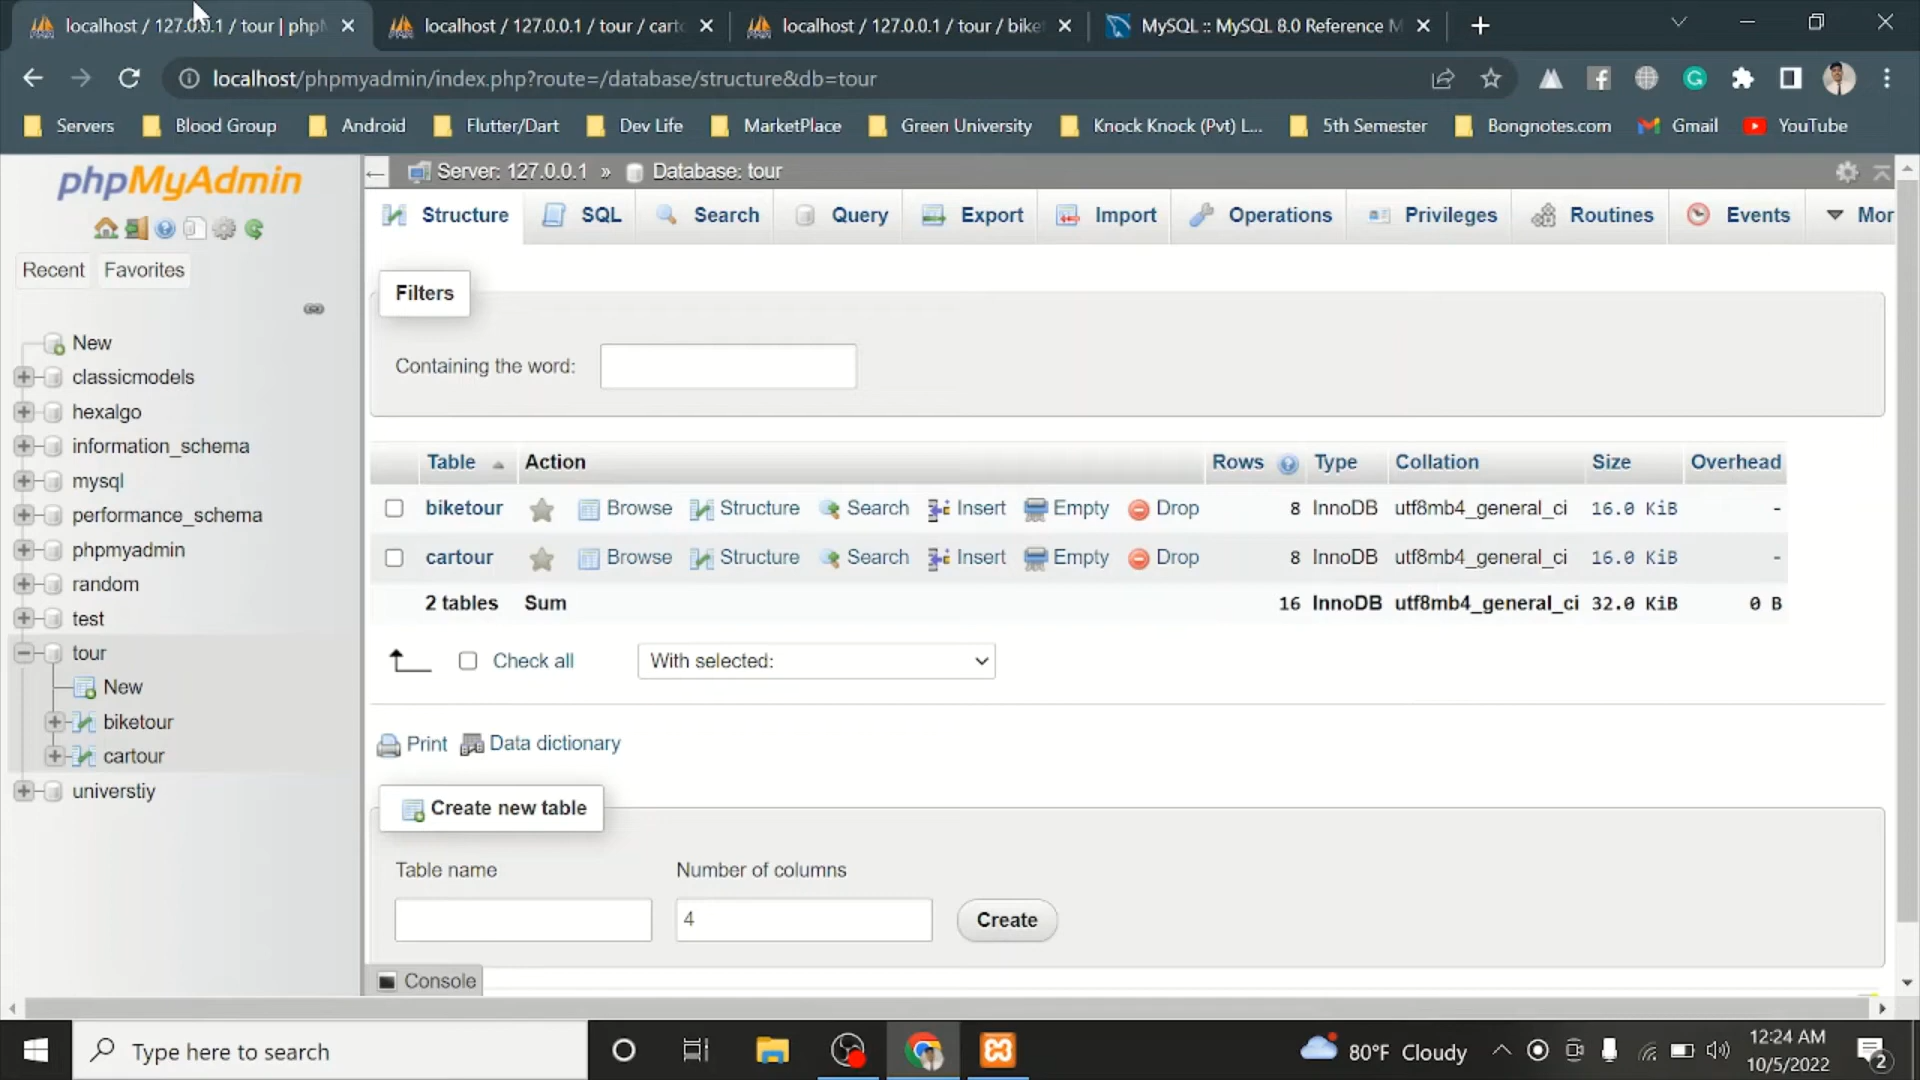 localhost / 127.0.0.1 / tour | phpM
localhost / 127.0.0.1 / tour / carto
localhost / 127.0.0.1 / tour / biket
MySQL :: MySQL 8.0 Reference M
localhost/phpmyadmin/index.php?route=/database/structure&db=tour
Servers
Blood Group
Android
Flutter/Dart
Dev Life
MarketPlace
Green University
Knock Knock (Pvt) L...
5th Semester
Bongnotes.com
Gmail
YouTube
phpMyAdmin
Recent
Favorites
New
classicmodels
hexalgo
information_schema
mysql
performance_schema
phpmyadmin
random
test
tour
New
biketour
cartour
universtiy
Server: 127.0.0.1 » Database: tour
Structure
SQL
Search
Query
Export
Import
Operations
Privileges
Routines
Events
Mor
Filters
Containing the word:
Table Action Rows Type Collation Size Overhead
biketour Browse Structure Search Insert Empty Drop 8 InnoDB utf8mb4_general_ci 16.0 KiB -
cartour Browse Structure Search Insert Empty Drop 8 InnoDB utf8mb4_general_ci 16.0 KiB -
2 tables Sum 16 InnoDB utf8mb4_general_ci 32.0 KiB 0 B
Check all
With selected:
Print Data dictionary
Create new table
Table name
Number of columns
4
Create
Console
Type here to search
80°F Cloudy
12:24 AM
10/5/2022
2